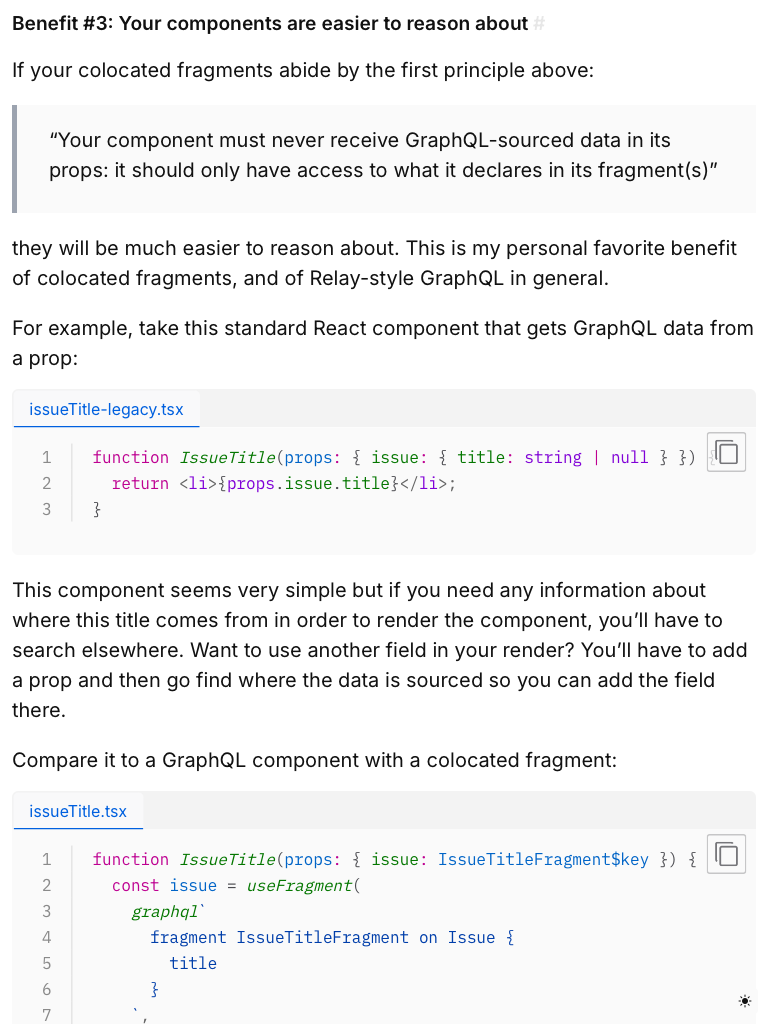 Benefit #3: Your components are easier to reason about #
If your colocated fragments abide by the first principle above:
“Your component must never receive GraphQL-sourced data in its
props: it should only have access to what it declares in its fragment(s)”
they will be much easier to reason about. This is my personal favorite benefit
of colocated fragments, and of Relay-style GraphQL in general.
For example, take this standard React component that gets GraphQL data from
a prop:
issueTitle-legacy.tsx
1 function IssueTitle(props: { issue: { title: string | null } }) {
2   return <li>{props.issue.title}</li>;
3 }
This component seems very simple but if you need any information about
where this title comes from in order to render the component, you’ll have to
search elsewhere. Want to use another field in your render? You’ll have to add
a prop and then go find where the data is sourced so you can add the field
there.
Compare it to a GraphQL component with a colocated fragment:
issueTitle.tsx
1 function IssueTitle(props: { issue: IssueTitleFragment$key }) {
2   const issue = useFragment(
3     graphql`
4       fragment IssueTitleFragment on Issue {
5         title
6       }
7     `,